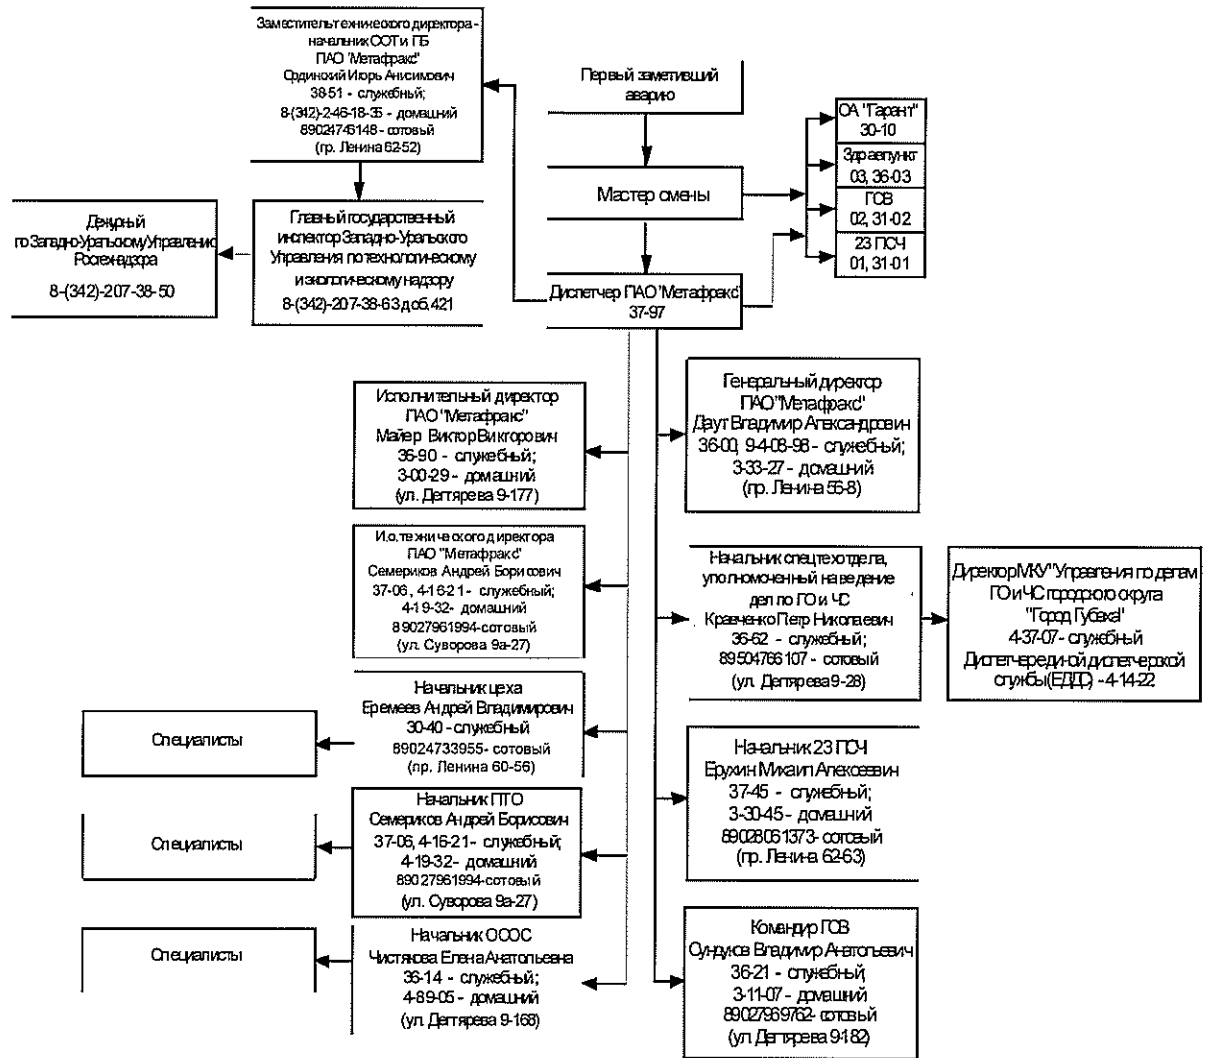 Заместитель технического директора -
начальник ООТ и ПБ
ПАО "Метафракс"
Ординский Игорь Анисимович
38-51 - служебный;
8-(342)-2-46-18-35 - домашний
89024746148 - сотовый
(пр. Ленина 62-52)
Первый заметивший
аварию
ОА "Гарант"
30-10
Здравпункт
03, 36-03
ГСВ
02, 31-02
23 ПСЧ
01, 31-01
Мастер смены
Дежурный
по Западно-Уральскому Управлению
Ростехнадзора
8-(342)-207-38-50
Главный государственный
инспектор Западно-Уральского
Управления по технологическому
и экологическому надзору
8-(342)-207-38-63 доб.421
Диспетчер ПАО "Метафракс"
37-97
Исполнительный директор
ПАО "Метафракс"
Майер Виктор Викторович
36-90 - служебный;
3-00-29 - домашний
(ул. Дегтярева 9-177)
Генеральный директор
ПАО "Метафракс"
Даут Владимир Александрович
36-00, 9-4-08-98 - служебный;
3-33-27 - домашний
(пр. Ленина 56-8)
И.о. технического директора
ПАО "Метафракс"
Семериков Андрей Борисович
37-06, 4-16-21 - служебный;
4-19-32- домашний
89027961994-сотовый
(ул. Суворова 9а-27)
Начальник спецтехотдела,
уполномоченный на ведение
дел по ГО и ЧС
Кравченко Петр Николаевич
36-62 - служебный;
89504766107 - сотовый
(ул. Дегтярева 9-28)
Директор МКУ "Управления по делам
ГО и ЧС городского округа
"Город Губаха"
4-37-07 - служебный
Диспетчер единой диспетчерской
службы (ЕДДС) - 4-14-22
Начальник цеха
Еремеев Андрей Владимирович
30-40 - служебный
89024733955- сотовый
(пр. Ленина 60-56)
Специалисты
Начальник 23 ПСЧ
Ерухин Михаил Алексеевич
37-45 - служебный;
3-30-45 - домашний
89028061373- сотовый
(пр. Ленина 62-63)
Начальник ПТО
Семериков Андрей Борисович
37-06, 4-16-21 - служебный;
4-19-32- домашний
89027961994-сотовый
(ул. Суворова 9а-27)
Специалисты
Начальник ОООС
Чистякова Елена Анатольевна
36-14 - служебный;
4-89-05 - домашний
(ул. Дегтярева 9-168)
Специалисты
Командир ГСВ
Сундуков Владимир Анатольевич
36-21 - служебный,
3-11-07 - домашний
89027969762- сотовый
(ул. Дегтярева 9-182)